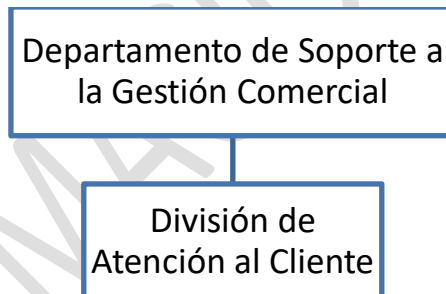 Departamento de Soporte a
la Gestión Comercial
División de
Atención al Cliente